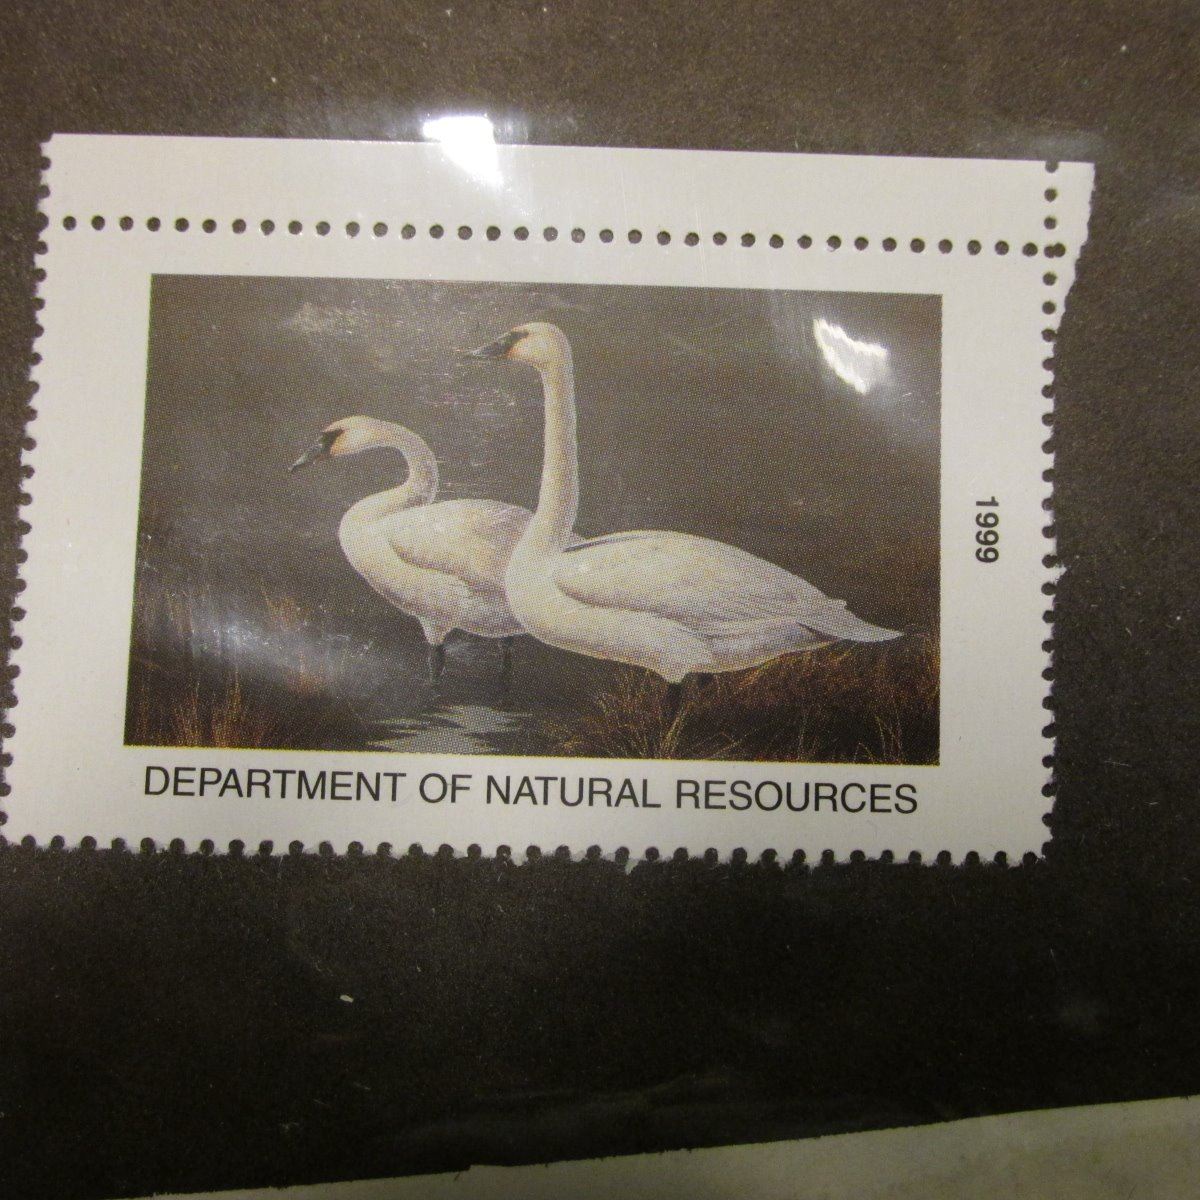 1999
DEPARTMENT OF NATURAL RESOURCES